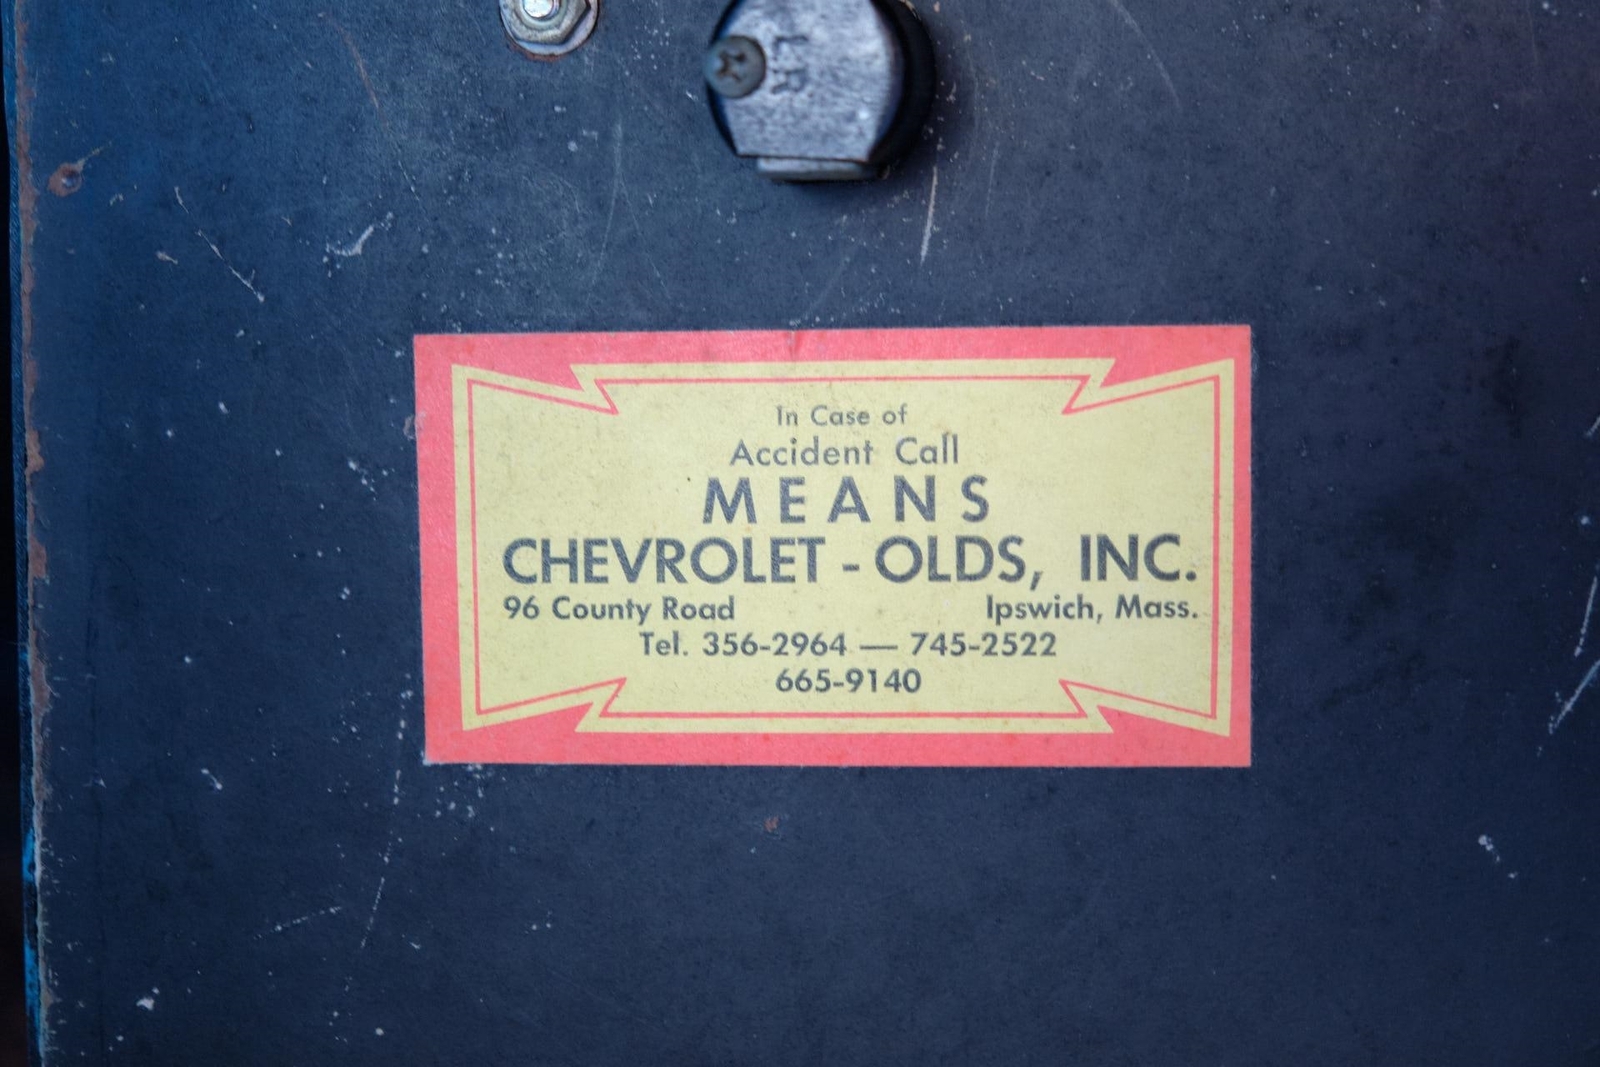 LR
In Case of
Accident Call
MEANS
CHEVROLET - OLDS, INC.
96 County Road Ipswich, Mass.
Tel. 356-2964 — 745-2522
665-9140